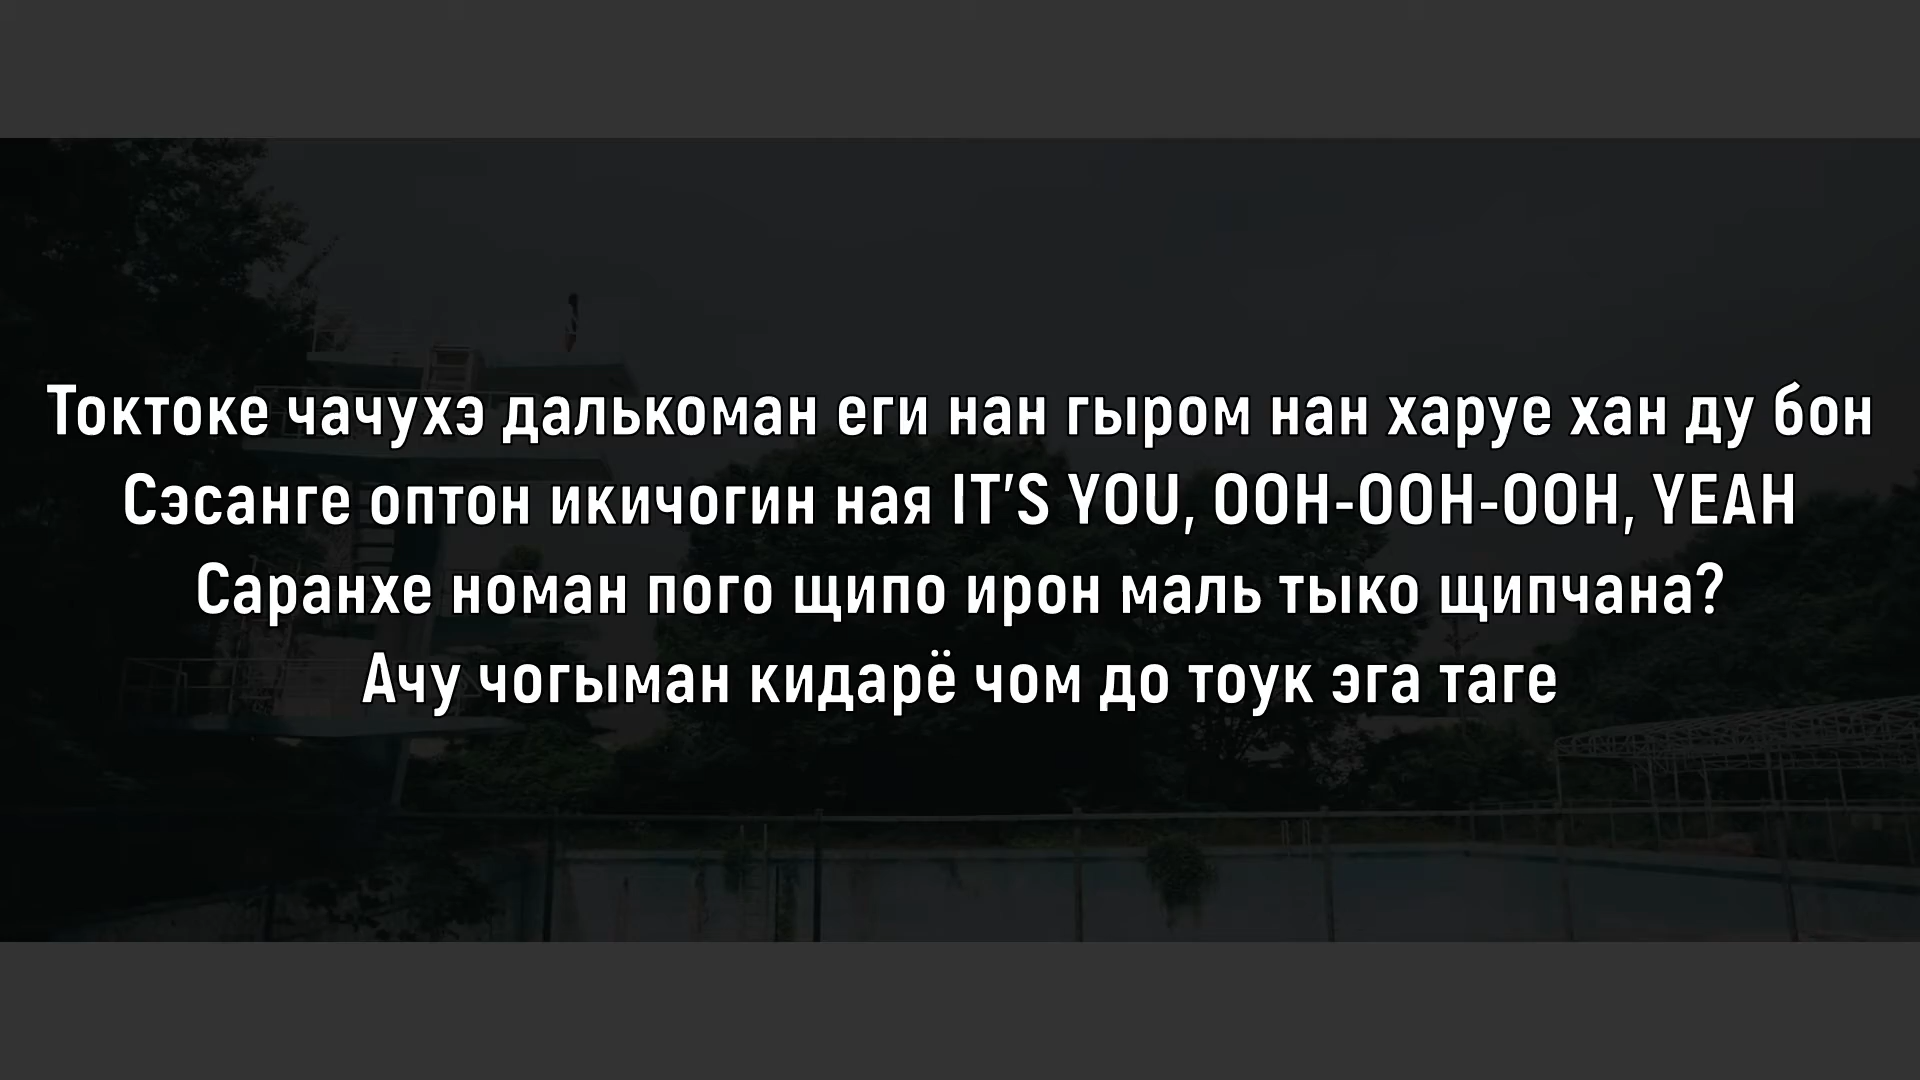 Токтоке чачухэ далькоман еги нан гыром нан харуе хан ду бон
Сэсанге оптон икичогин ная IT'S YOU, OOH-OOH-OOH, YEAH
Саранхе номан пого щипо ирон маль тыко щипчана?
Ачу чогыман кидарё чом до тоук эга таге